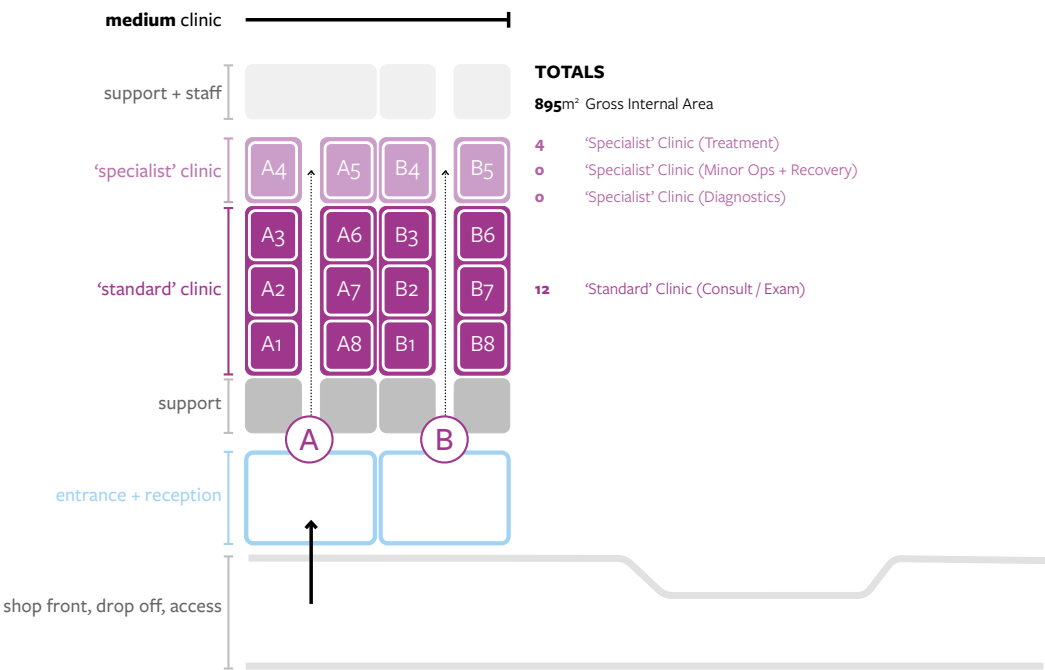 medium clinic
support + staff
TOTALS
895m² Gross Internal Area
4 ‘Specialist’ Clinic (Treatment)
‘specialist’ clinic A4 A5 B4 B5 0 ‘Specialist’ Clinic (Minor Ops + Recovery)
0 ‘Specialist’ Clinic (Diagnostics)
A3 A6 B3 B6
‘standard’ clinic A2 A7 B2 B7 12 ‘Standard’ Clinic (Consult / Exam)
A1 A8 B1 B8
support
A B
entrance + reception
shop front, drop off, access